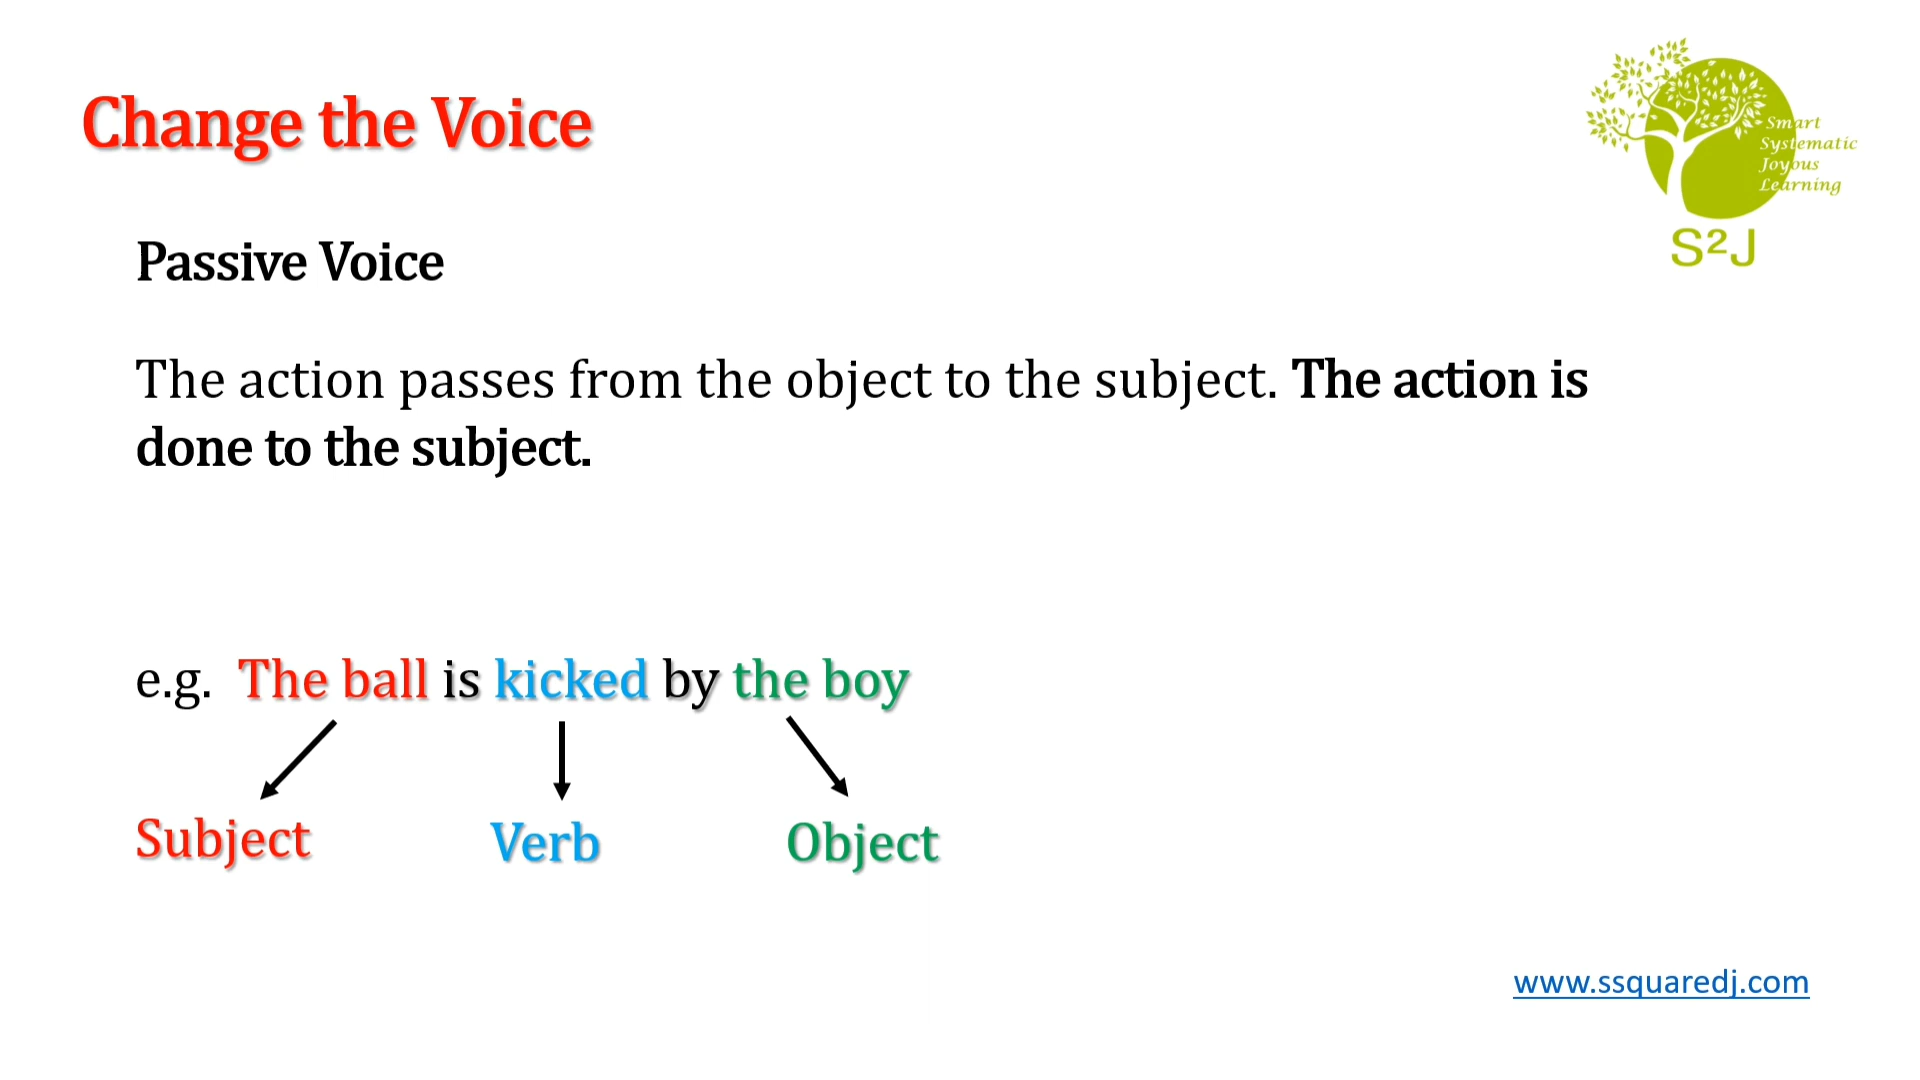 Change the Voice
Smart
Systematic
Joyous
Learning
S²J
Passive Voice
The action passes from the object to the subject. The action is
done to the subject.
e.g. The ball is kicked by the boy
Subject Verb Object
www.ssquaredj.com